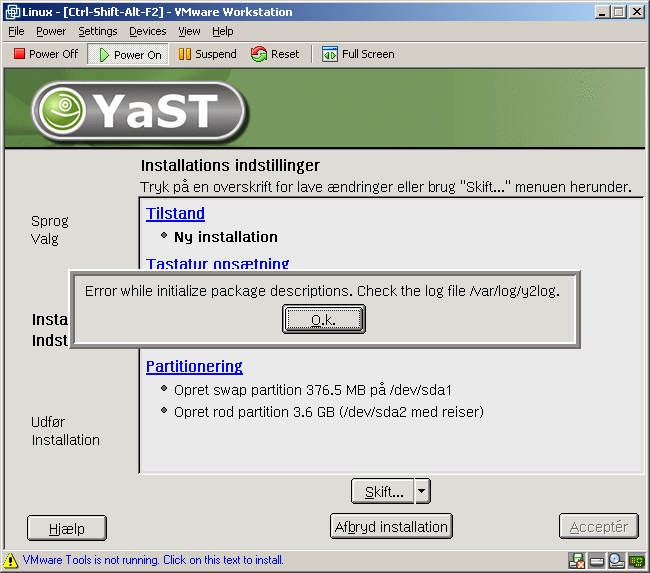 Linux - [Ctrl-Shift-Alt-F2] - VMware Workstation
File Power Settings Devices View Help
Power Off Power On Suspend Reset Full Screen
YaST
Installations indstillinger
Tryk på en overskrift for lave ændringer eller brug "Skift..." menuen herunder.
Sprog
Valg
Tilstand
Ny installation
Tastatur opsætning
Error while initialize package descriptions. Check the log file /var/log/y2log.
O.k.
Insta
Indst
Partitionering
Opret swap partition 376.5 MB på /dev/sda1
Opret rod partition 3.6 GB (/dev/sda2 med reiser)
Udfør
Installation
Skift...
Hjælp
Afbryd installation
Acceptér
VMware Tools is not running. Click on this text to install.